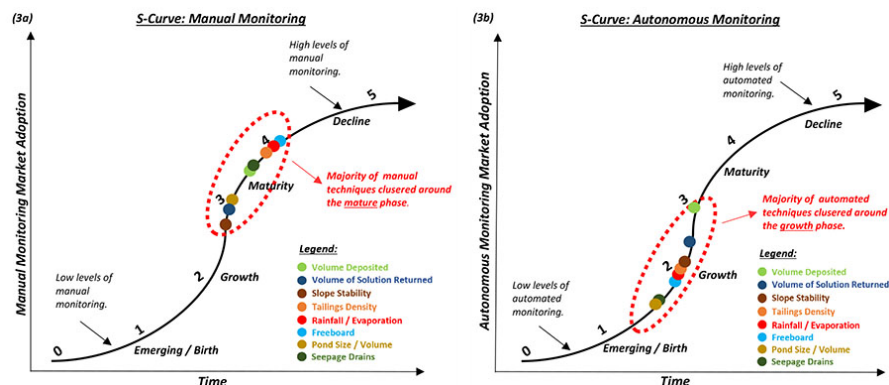 (3a)
S-Curve: Manual Monitoring
Manual Monitoring Market Adoption
High levels of
manual
monitoring.
5
Decline
4
Maturity
3
Majority of manual
techniques clusered around
the mature phase.
2
Growth
Low levels of
manual
monitoring.
1
0
Emerging / Birth
Legend:
Volume Deposited
Volume of Solution Returned
Slope Stability
Tailings Density
Rainfall / Evaporation
Freeboard
Pond Size / Volume
Seepage Drains
Time
(3b)
S-Curve: Autonomous Monitoring
Autonomous Monitoring Market Adoption
High levels of
automated
monitoring.
5
Decline
4
Maturity
3
Majority of automated
techniques clusered around
the growth phase.
2
Growth
Low levels of
automated
monitoring.
1
0
Emerging / Birth
Legend:
Volume Deposited
Volume of Solution Returned
Slope Stability
Tailings Density
Rainfall / Evaporation
Freeboard
Pond Size / Volume
Seepage Drains
Time